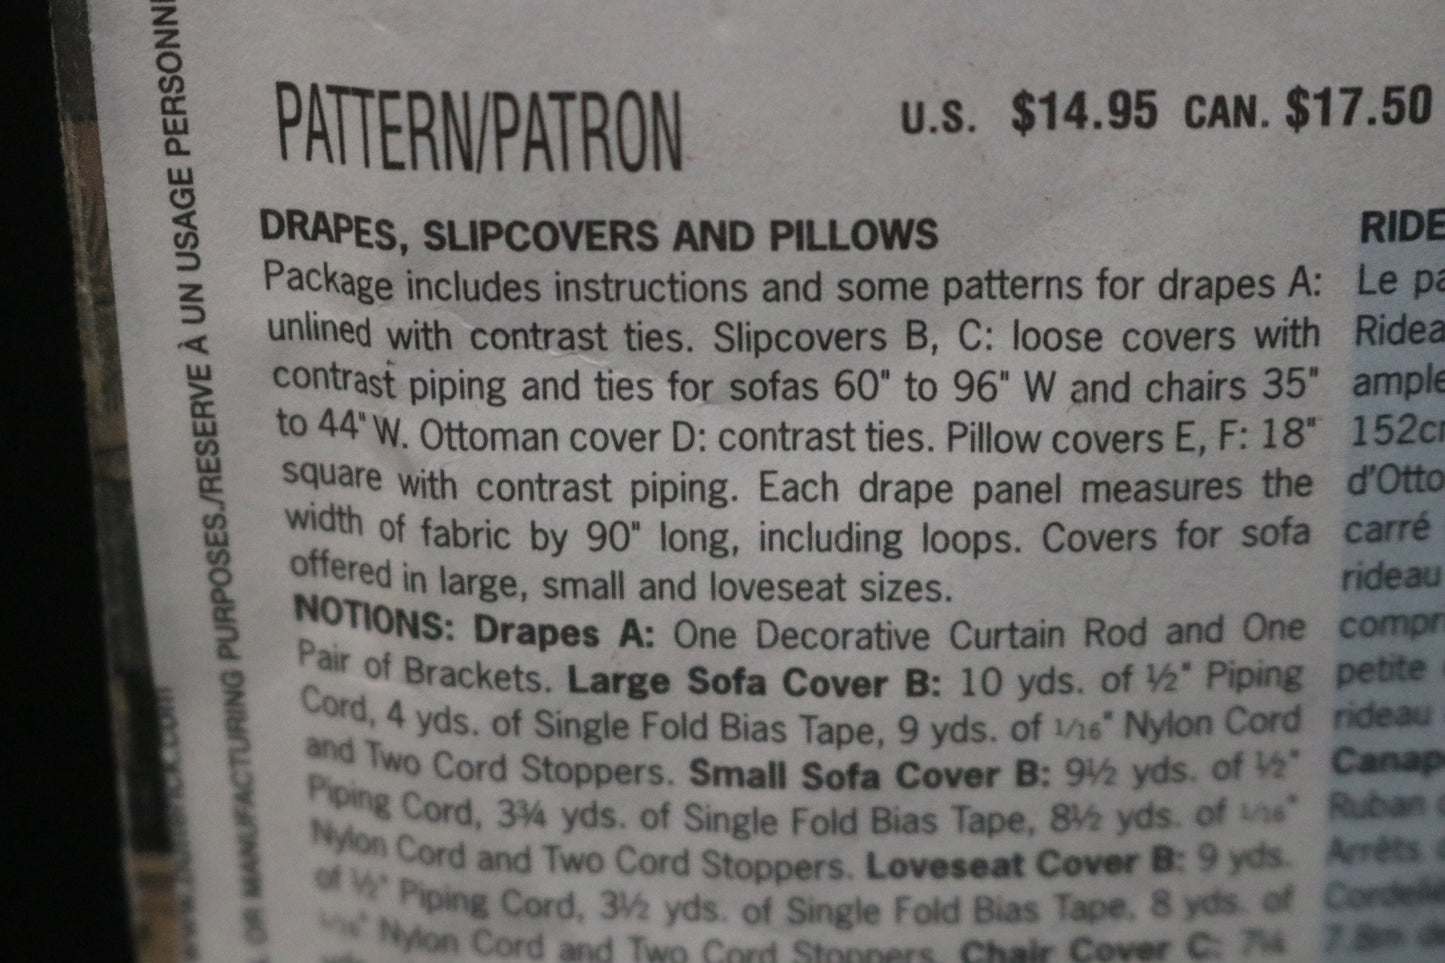 PATTERN/PATRON
U.S. $14.95 CAN. $17.50
DRAPES, SLIPCOVERS AND PILLOWS
Package includes instructions and some patterns for drapes A:
unlined with contrast ties. Slipcovers B, C: loose covers with
contrast piping and ties for sofas 60" to 96" W and chairs 35"
to 44" W. Ottoman cover D: contrast ties. Pillow covers E, F: 18"
square with contrast piping. Each drape panel measures the
width of fabric by 90" long, including loops. Covers for sofa
offered in large, small and loveseat sizes.
NOTIONS: Drapes A: One Decorative Curtain Rod and One
Pair of Brackets. Large Sofa Cover B: 10 yds. of ½" Piping
Cord, 4 yds. of Single Fold Bias Tape, 9 yds. of 1/16" Nylon Cord
and Two Cord Stoppers. Small Sofa Cover B: 9½ yds. of ½"
Piping Cord, 3¾ yds. of Single Fold Bias Tape, 8½ yds. of 1/16"
Nylon Cord and Two Cord Stoppers. Loveseat Cover B: 9 yds.
of ½" Piping Cord, 3½ yds. of Single Fold Bias Tape, 8 yds. of
1/16" Nylon Cord and Two Cord Stoppers. Chair Cover C: 7¼
RIDE
Le pa
Ridea
ample
152cm
d'Otto
carré
rideau
compr
petite
rideau
Canap
Ruban
Arrêts
Cordeli
7.8m de
OR MANUFACTURING PURPOSES./RESERVE À UN USAGE PERSONN